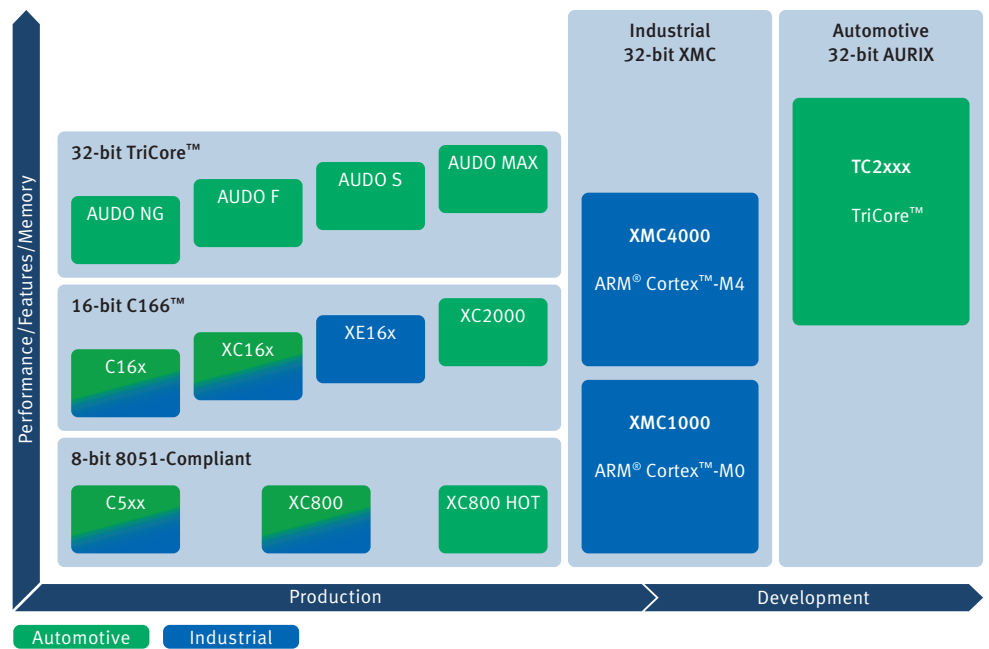 Performance/Features/Memory
32-bit TriCore™
AUDO NG
AUDO F
AUDO S
AUDO MAX
16-bit C166™
C16x
XC16x
XE16x
XC2000
8-bit 8051-Compliant
C5xx
XC800
XC800 HOT
Industrial
32-bit XMC
XMC4000
ARM® Cortex™-M4
XMC1000
ARM® Cortex™-M0
Automotive
32-bit AURIX
TC2xxx
TriCore™
Production
Development
Automotive
Industrial